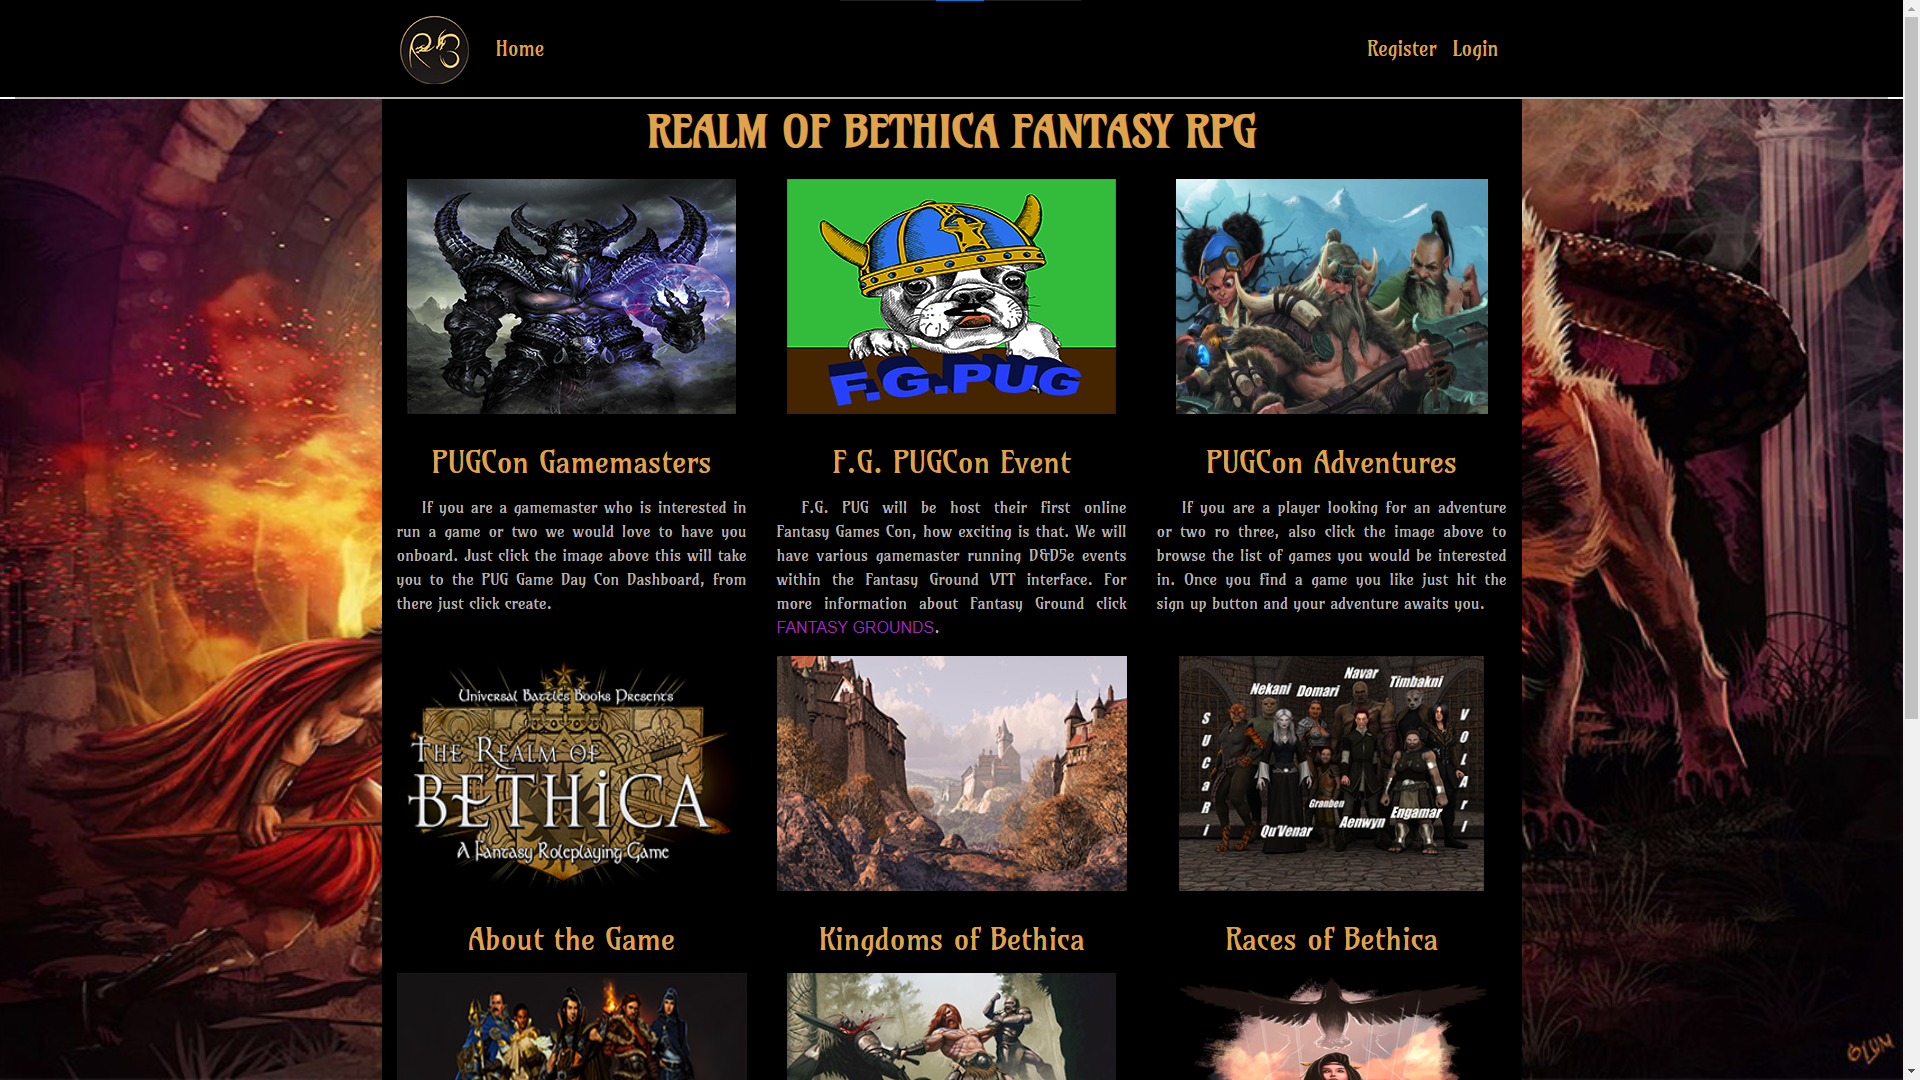 RB
Home
Register
Login
REALM OF BETHICA FANTASY RPG
F.G.PUG
PUGCon Gamemasters
If you are a gamemaster who is interested in
run a game or two we would love to have you
onboard. Just click the image above this will take
you to the PUG Game Day Con Dashboard, from
there just click create.
F.G. PUGCon Event
F.G. PUG will be host their first online
Fantasy Games Con, how exciting is that. We will
have various gamemaster running D&D5e events
within the Fantasy Ground VTT interface. For
more information about Fantasy Ground click
FANTASY GROUNDS.
PUGCon Adventures
If you are a player looking for an adventure
or two ro three, also click the image above to
browse the list of games you would be interested
in. Once you find a game you like just hit the
sign up button and your adventure awaits you.
Universal Battles Books Presents
The Realm of
BETHiCA
A Fantasy Roleplaying Game
Nekani
Domari
Navar
Timbakni
SUCaRi
VOLAri
Granben
Qu'Venar
Aenwyn
Engamar
About the Game
Kingdoms of Bethica
Races of Bethica